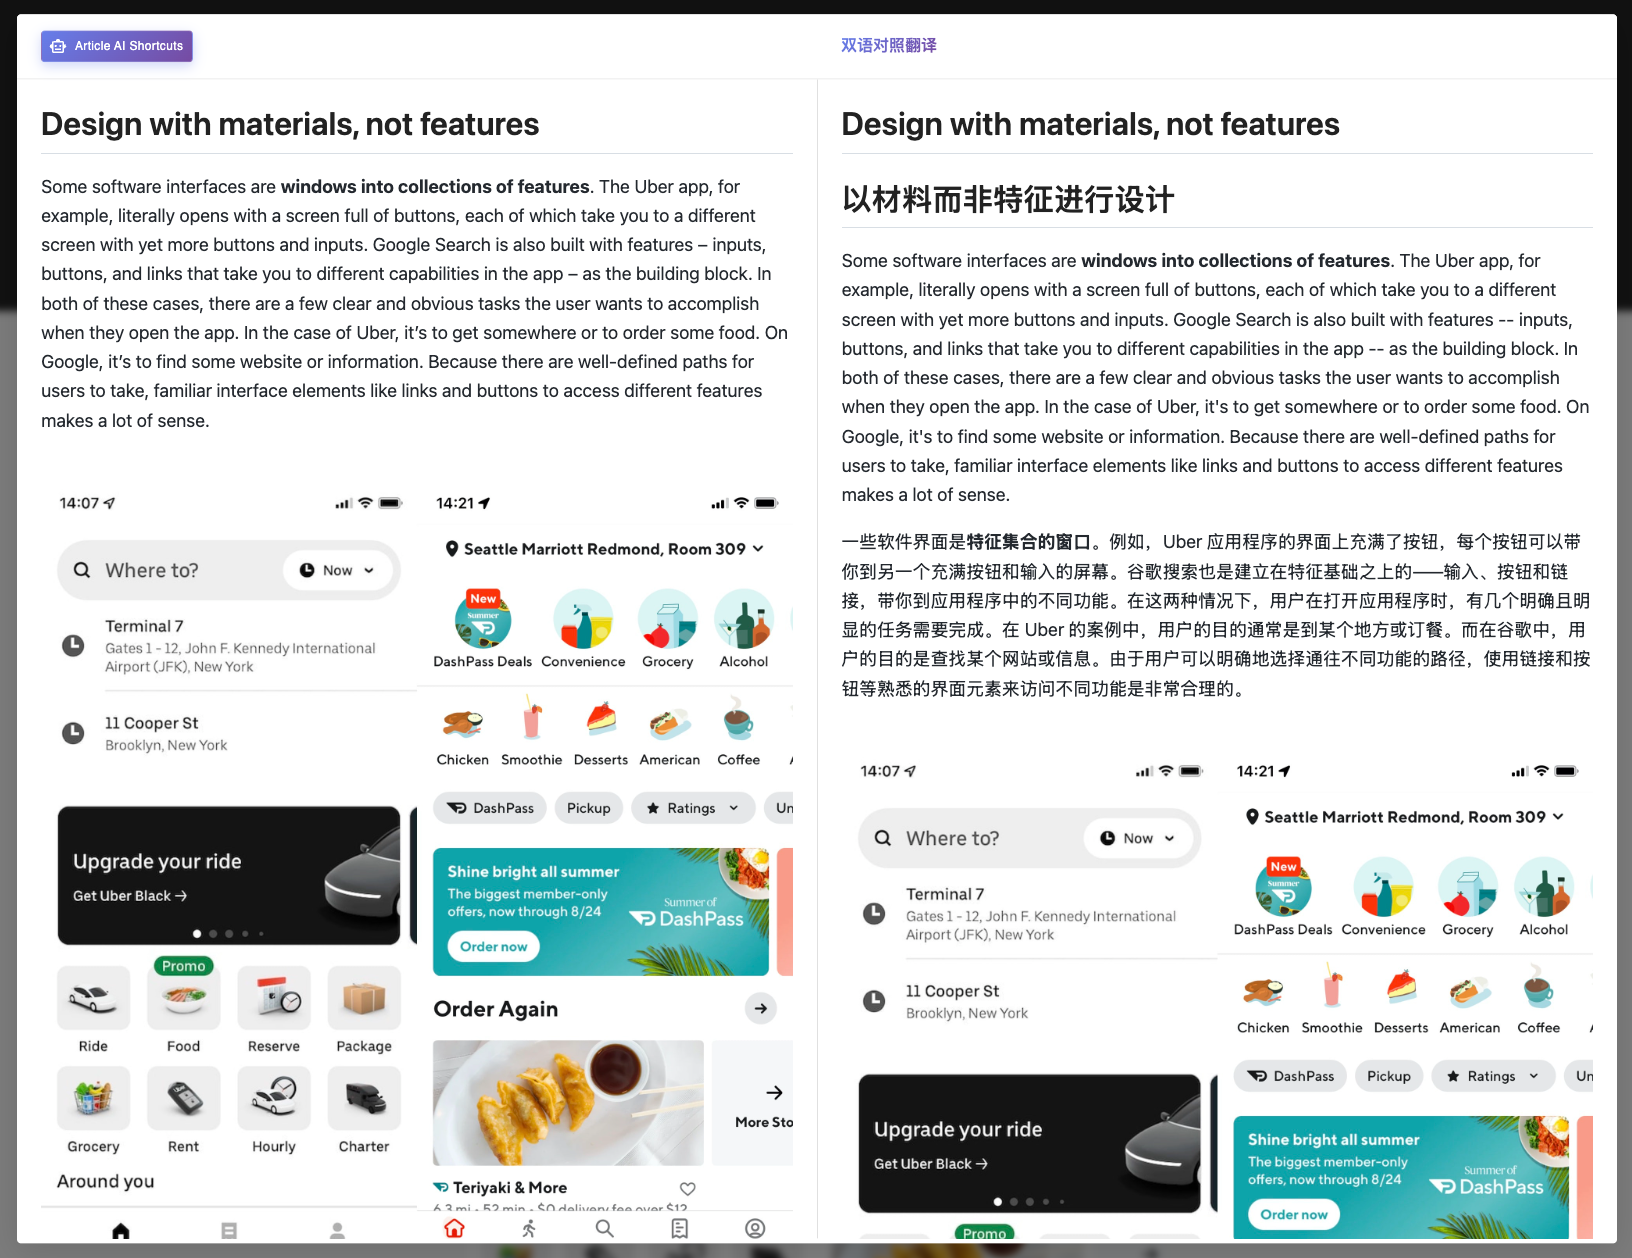 Article AI Shortcuts
双语对照翻译
Design with materials, not features
Some software interfaces are windows into collections of features. The Uber app, for
example, literally opens with a screen full of buttons, each of which take you to a different
screen with yet more buttons and inputs. Google Search is also built with features – inputs,
buttons, and links that take you to different capabilities in the app – as the building block. In
both of these cases, there are a few clear and obvious tasks the user wants to accomplish
when they open the app. In the case of Uber, it’s to get somewhere or to order some food. On
Google, it’s to find some website or information. Because there are well-defined paths for
users to take, familiar interface elements like links and buttons to access different features
makes a lot of sense.
14:07
Where to?
Now
Terminal 7
Gates 1 - 12, John F. Kennedy International
Airport (JFK), New York
11 Cooper St
Brooklyn, New York
Upgrade your ride
Get Uber Black →
Promo
Ride Food Reserve Package
Grocery Rent Hourly Charter
Around you
14:21
Seattle Marriott Redmond, Room 309
New
Summer
DashPass Deals Convenience Grocery Alcohol
Chicken Smoothie Desserts American Coffee
DashPass Pickup Ratings Un
Shine bright all summer
The biggest member-only
offers, now through 8/24
Summer of
DashPass
Order now
Order Again
More Sto
Teriyaki & More
6.3 mi • 52 min • $0 delivery fee over $12
Design with materials, not features
以材料而非特征进行设计
Some software interfaces are windows into collections of features. The Uber app, for
example, literally opens with a screen full of buttons, each of which take you to a different
screen with yet more buttons and inputs. Google Search is also built with features -- inputs,
buttons, and links that take you to different capabilities in the app -- as the building block. In
both of these cases, there are a few clear and obvious tasks the user wants to accomplish
when they open the app. In the case of Uber, it's to get somewhere or to order some food. On
Google, it's to find some website or information. Because there are well-defined paths for
users to take, familiar interface elements like links and buttons to access different features
makes a lot of sense.
一些软件界面是特征集合的窗口。例如，Uber 应用程序的界面上充满了按钮，每个按钮可以带
你到另一个充满按钮和输入的屏幕。谷歌搜索也是建立在特征基础之上的——输入、按钮和链
接，带你到应用程序中的不同功能。在这两种情况下，用户在打开应用程序时，有几个明确且明
显的任务需要完成。在 Uber 的案例中，用户的目的通常是到某个地方或订餐。而在谷歌中，用
户的目的是查找某个网站或信息。由于用户可以明确地选择通往不同功能的路径，使用链接和按
钮等熟悉的界面元素来访问不同功能是非常合理的。
14:07
Where to?
Now
Terminal 7
Gates 1 - 12, John F. Kennedy International
Airport (JFK), New York
11 Cooper St
Brooklyn, New York
Upgrade your ride
Get Uber Black →
Promo
14:21
Seattle Marriott Redmond, Room 309
New
Summer
DashPass Deals Convenience Grocery Alcohol
Chicken Smoothie Desserts American Coffee
DashPass Pickup Ratings Un
Shine bright all summer
The biggest member-only
offers, now through 8/24
Summer of
DashPass
Order now